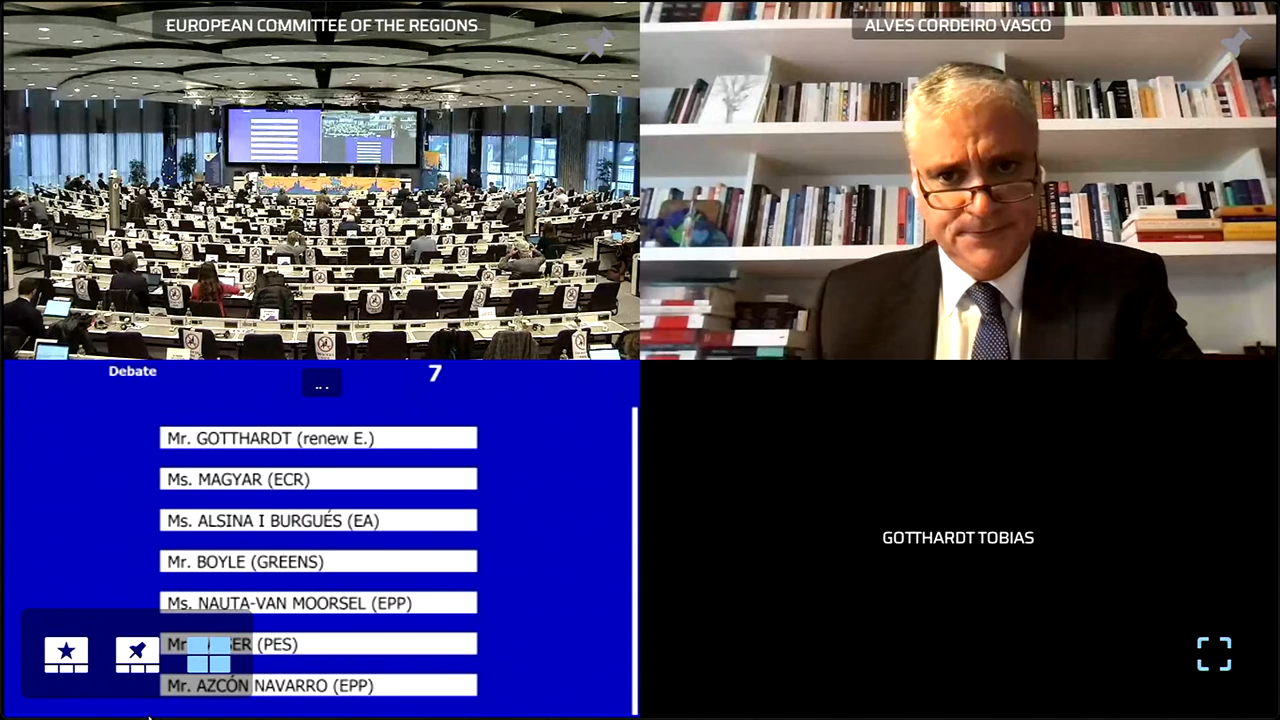 EUROPEAN COMMITTEE OF THE REGIONS
ALVES CORDEIRO VASCO
Debate
7
...
Mr. GOTTHARDT (renew E.)
Ms. MAGYAR (ECR)
Ms. ALSINA I BURGUÉS (EA)
Mr. BOYLE (GREENS)
Ms. NAUTA-VAN MOORSEL (EPP)
Mr (PES)
Mr. AZCÓN NAVARRO (EPP)
GOTTHARDT TOBIAS